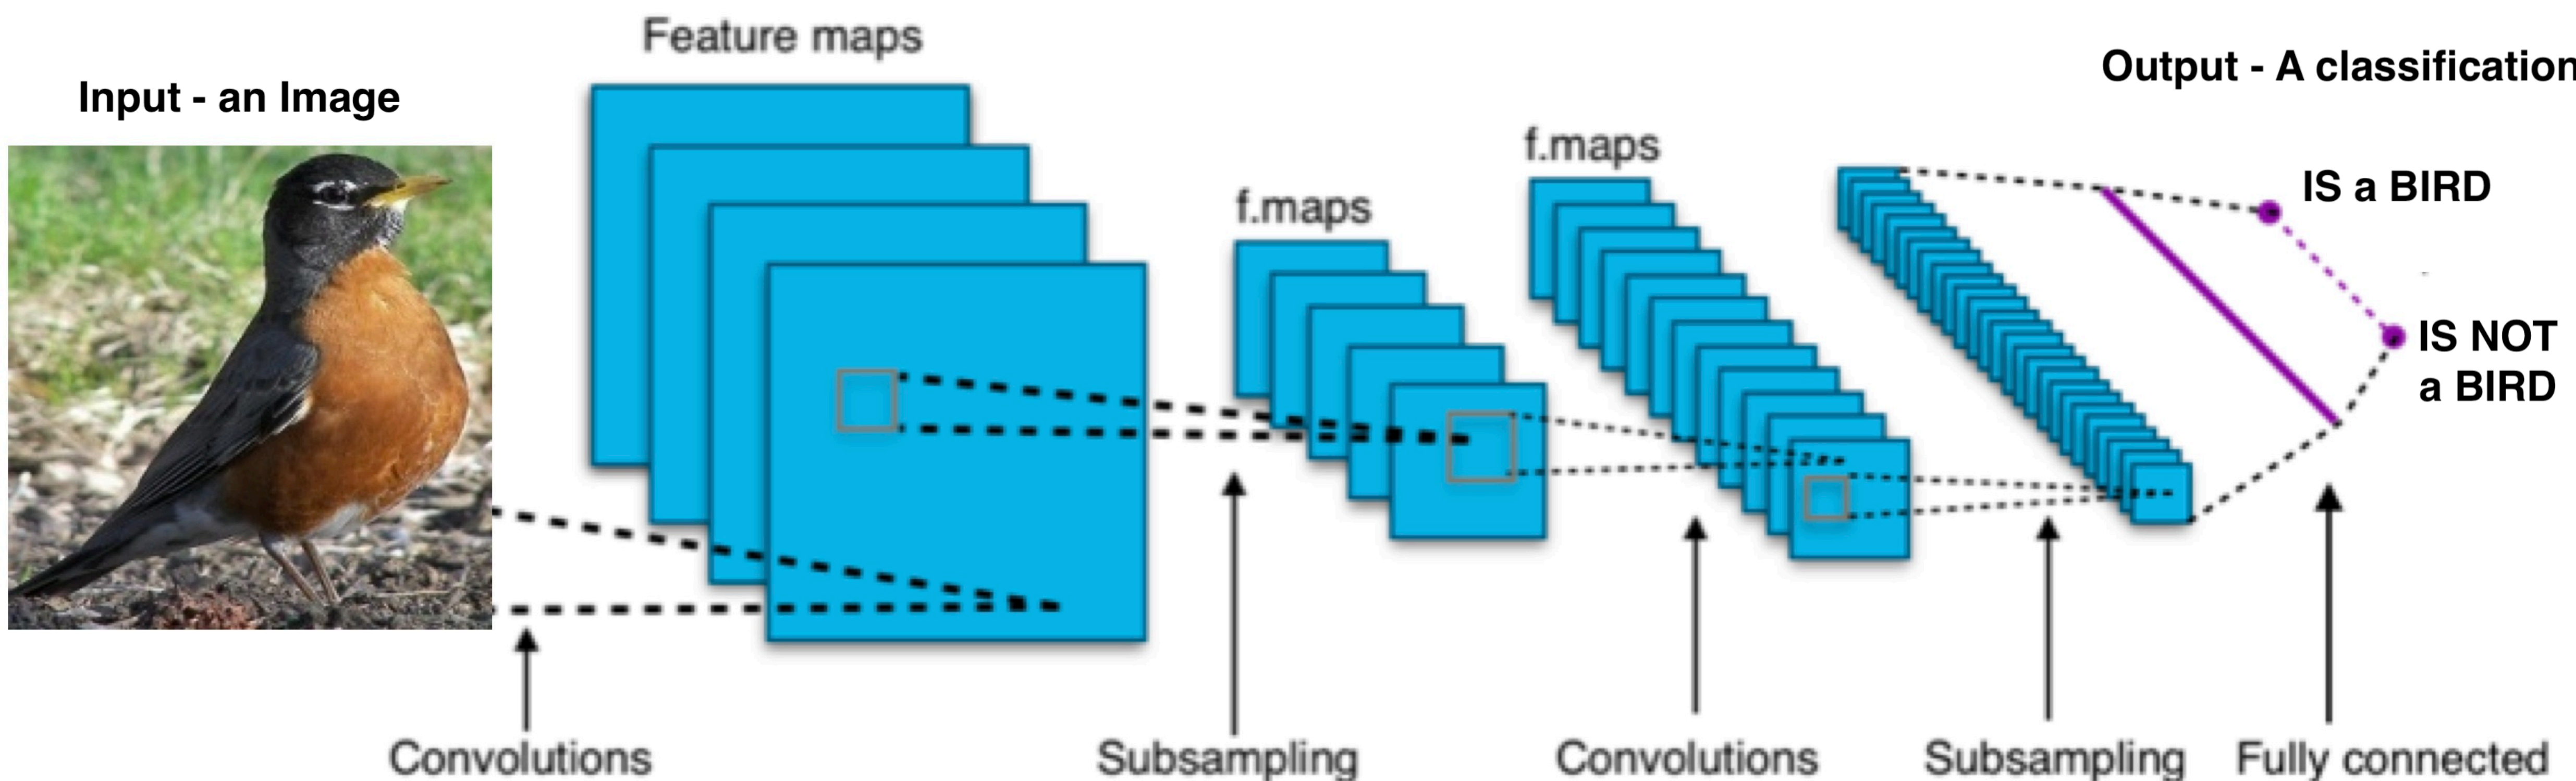 Feature maps
Input - an Image
Output - A classification
f.maps
f.maps
IS a BIRD
IS NOT
a BIRD
Convolutions
Subsampling
Convolutions
Subsampling
Fully connected